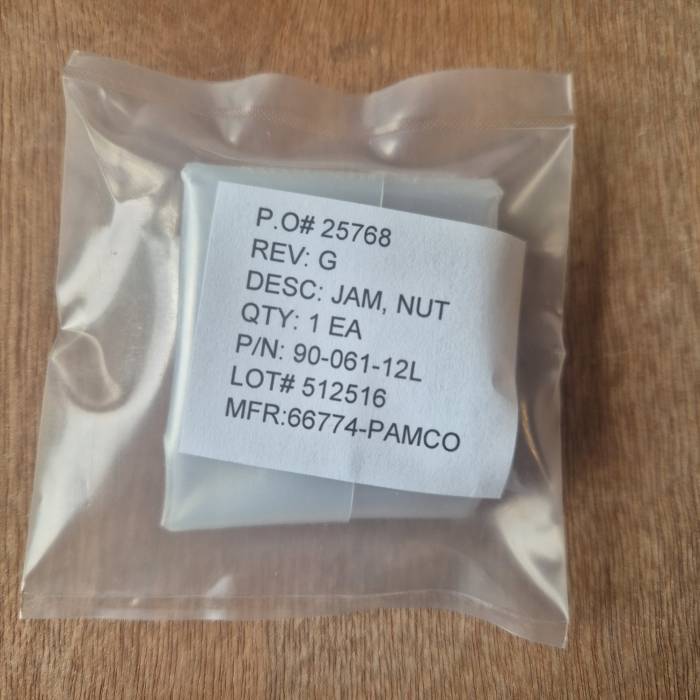 P.O# 25768
REV: G
DESC: JAM, NUT
QTY: 1 EA
P/N: 90-061-12L
LOT# 512516
MFR:66774-PAMCO